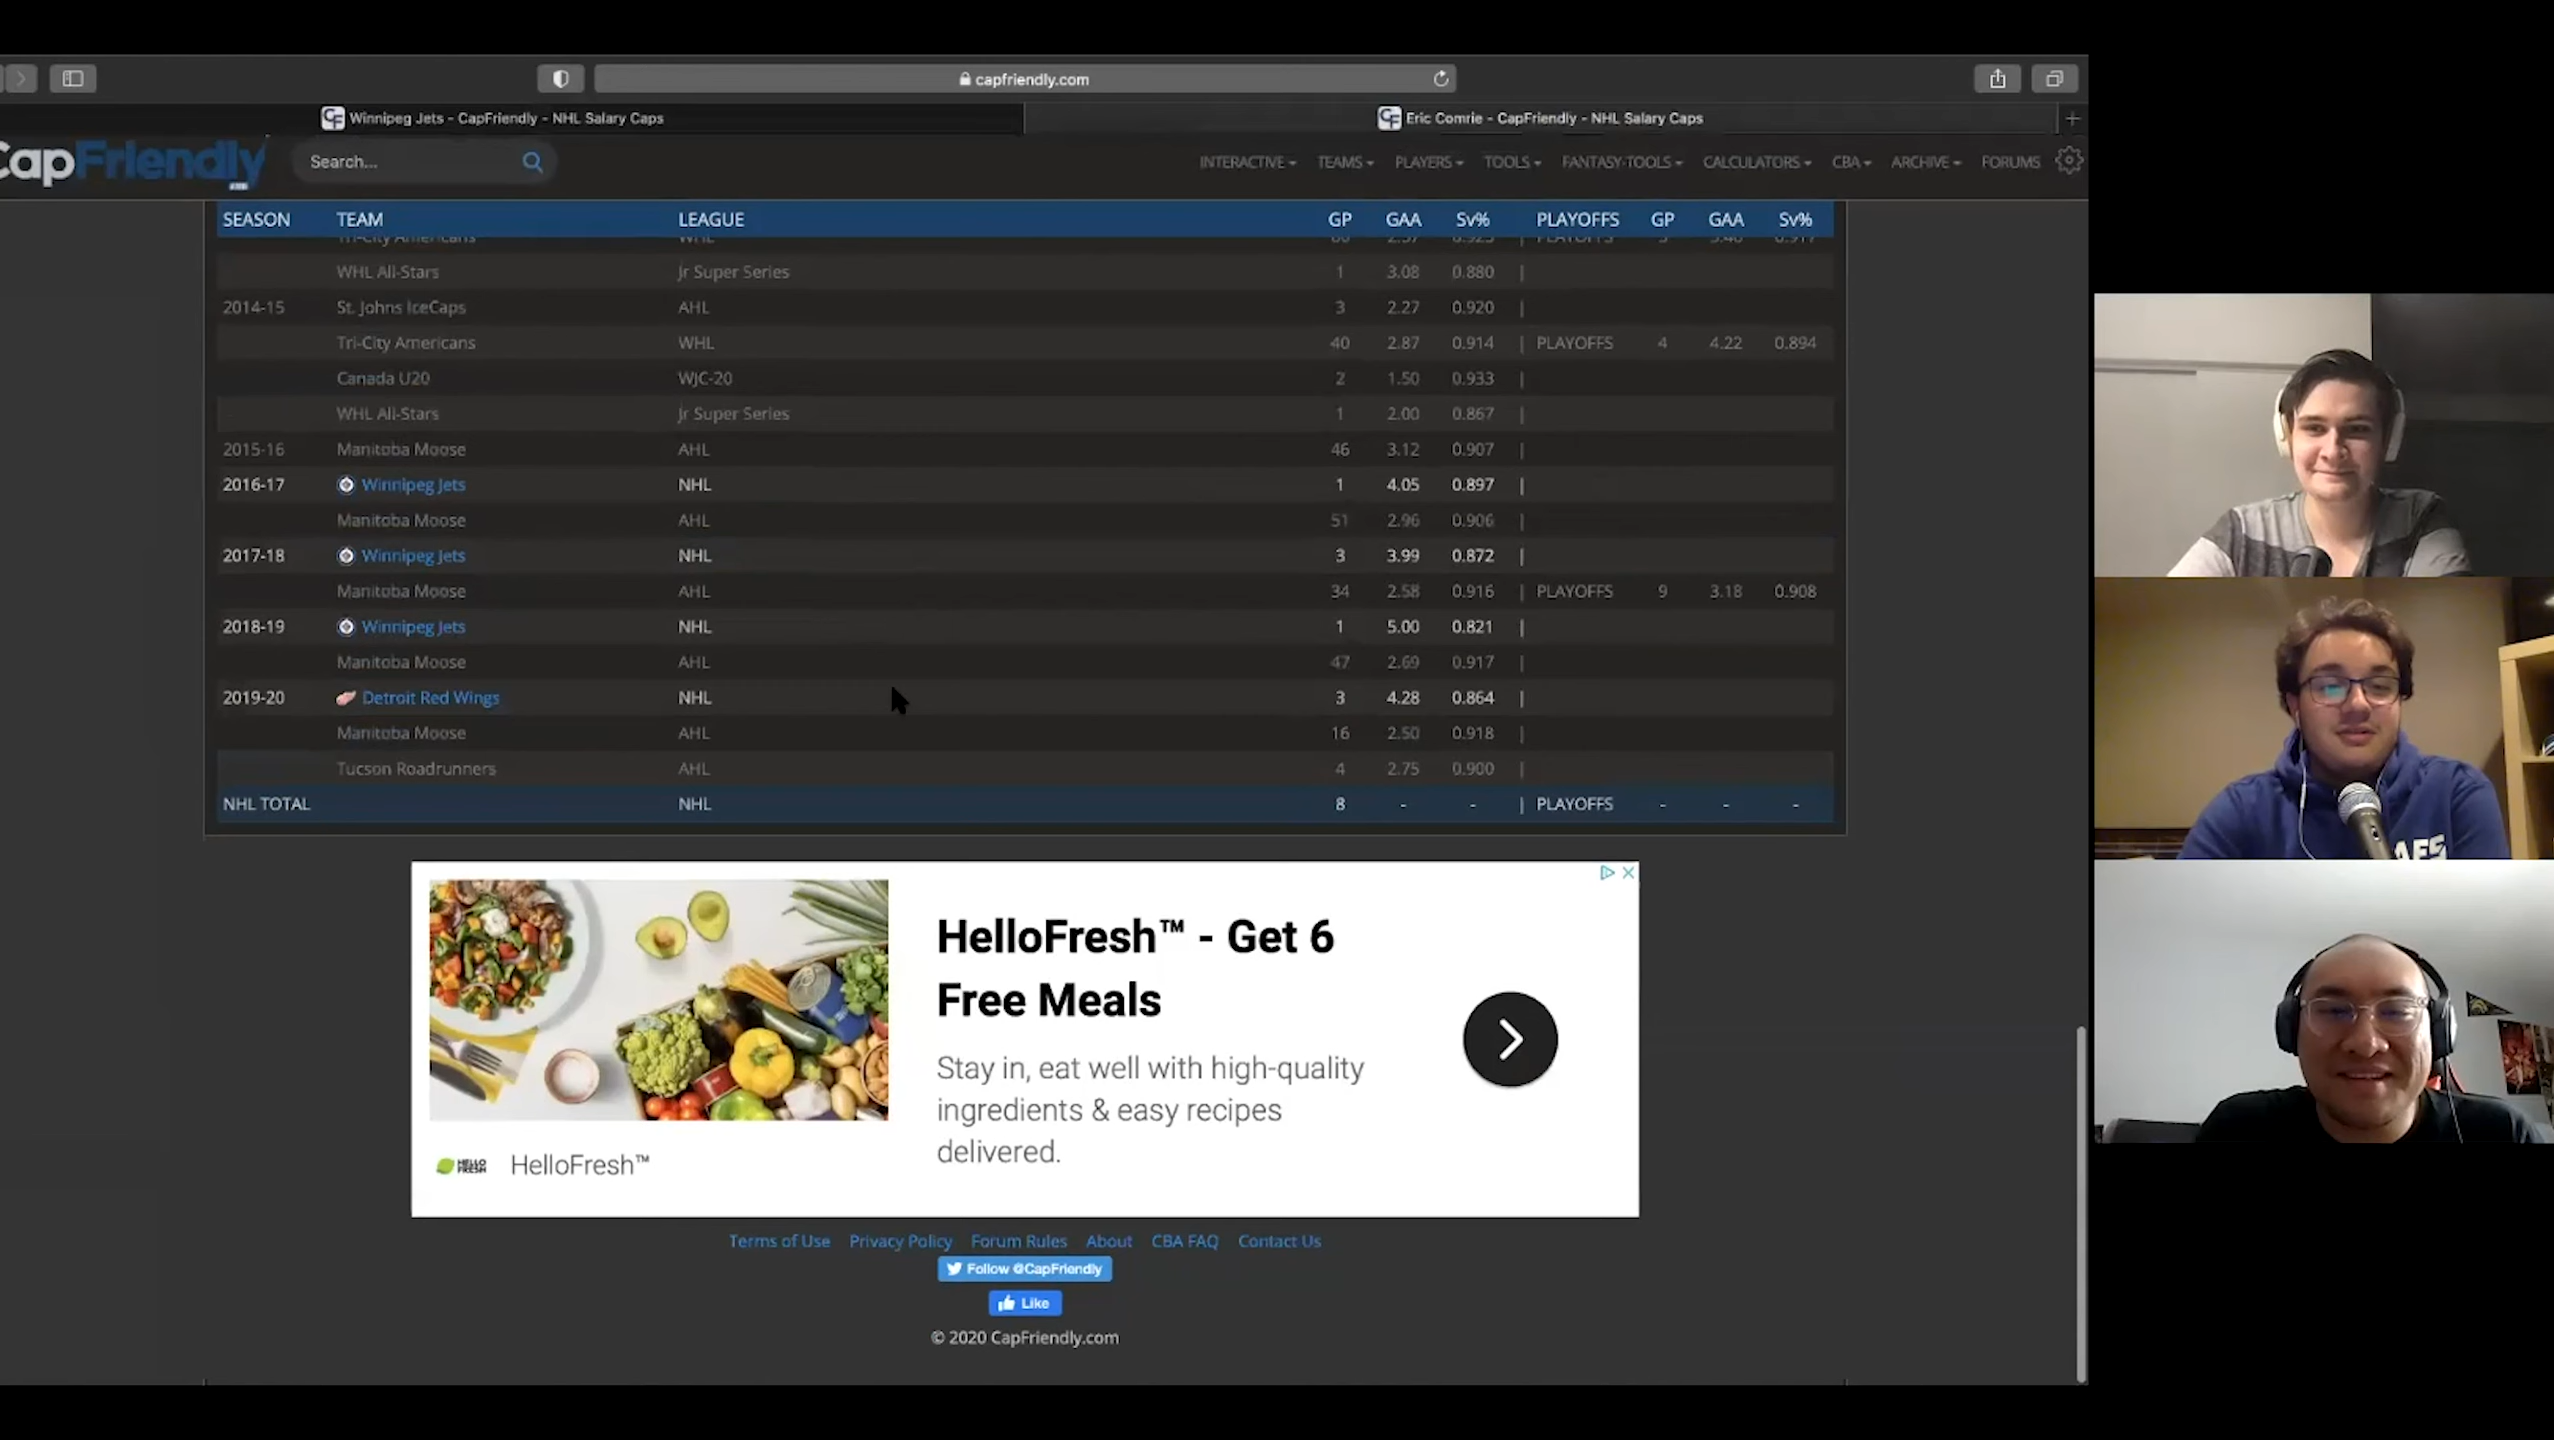 capfriendly.com
Winnipeg Jets - CapFriendly - NHL Salary Caps
Eric Comrie - CapFriendly - NHL Salary Caps
CapFriendly
.com
Search...
INTERACTIVE TEAMS PLAYERS TOOLS FANTASY-TOOLS CALCULATORS CBA ARCHIVE FORUMS
SEASON TEAM LEAGUE GP GAA Sv% PLAYOFFS GP GAA Sv%
Tri-City Americans WHL
WHL All-Stars Jr Super Series 1 3.08 0.880 |
2014-15 St. Johns IceCaps AHL 3 2.27 0.920 |
Tri-City Americans WHL 40 2.87 0.914 | PLAYOFFS 4 4.22 0.894
Canada U20 WJC-20 2 1.50 0.933 |
WHL All-Stars Jr Super Series 1 2.00 0.867 |
2015-16 Manitoba Moose AHL 46 3.12 0.907 |
2016-17 Winnipeg Jets NHL 1 4.05 0.897 |
Manitoba Moose AHL 51 2.96 0.906 |
2017-18 Winnipeg Jets NHL 3 3.99 0.872 |
Manitoba Moose AHL 34 2.58 0.916 | PLAYOFFS 9 3.18 0.908
2018-19 Winnipeg Jets NHL 1 5.00 0.821 |
Manitoba Moose AHL 47 2.69 0.917 |
2019-20 Detroit Red Wings NHL 3 4.28 0.864 |
Manitoba Moose AHL 16 2.50 0.918 |
Tucson Roadrunners AHL 4 2.75 0.900 |
NHL TOTAL NHL 8 - - | PLAYOFFS - - -
HelloFresh™ - Get 6
Free Meals
Stay in, eat well with high-quality
ingredients & easy recipes
delivered.
HELLO
FRESH
HelloFresh™
Terms of Use Privacy Policy Forum Rules About CBA FAQ Contact Us
Follow @CapFriendly
Like
© 2020 CapFriendly.com